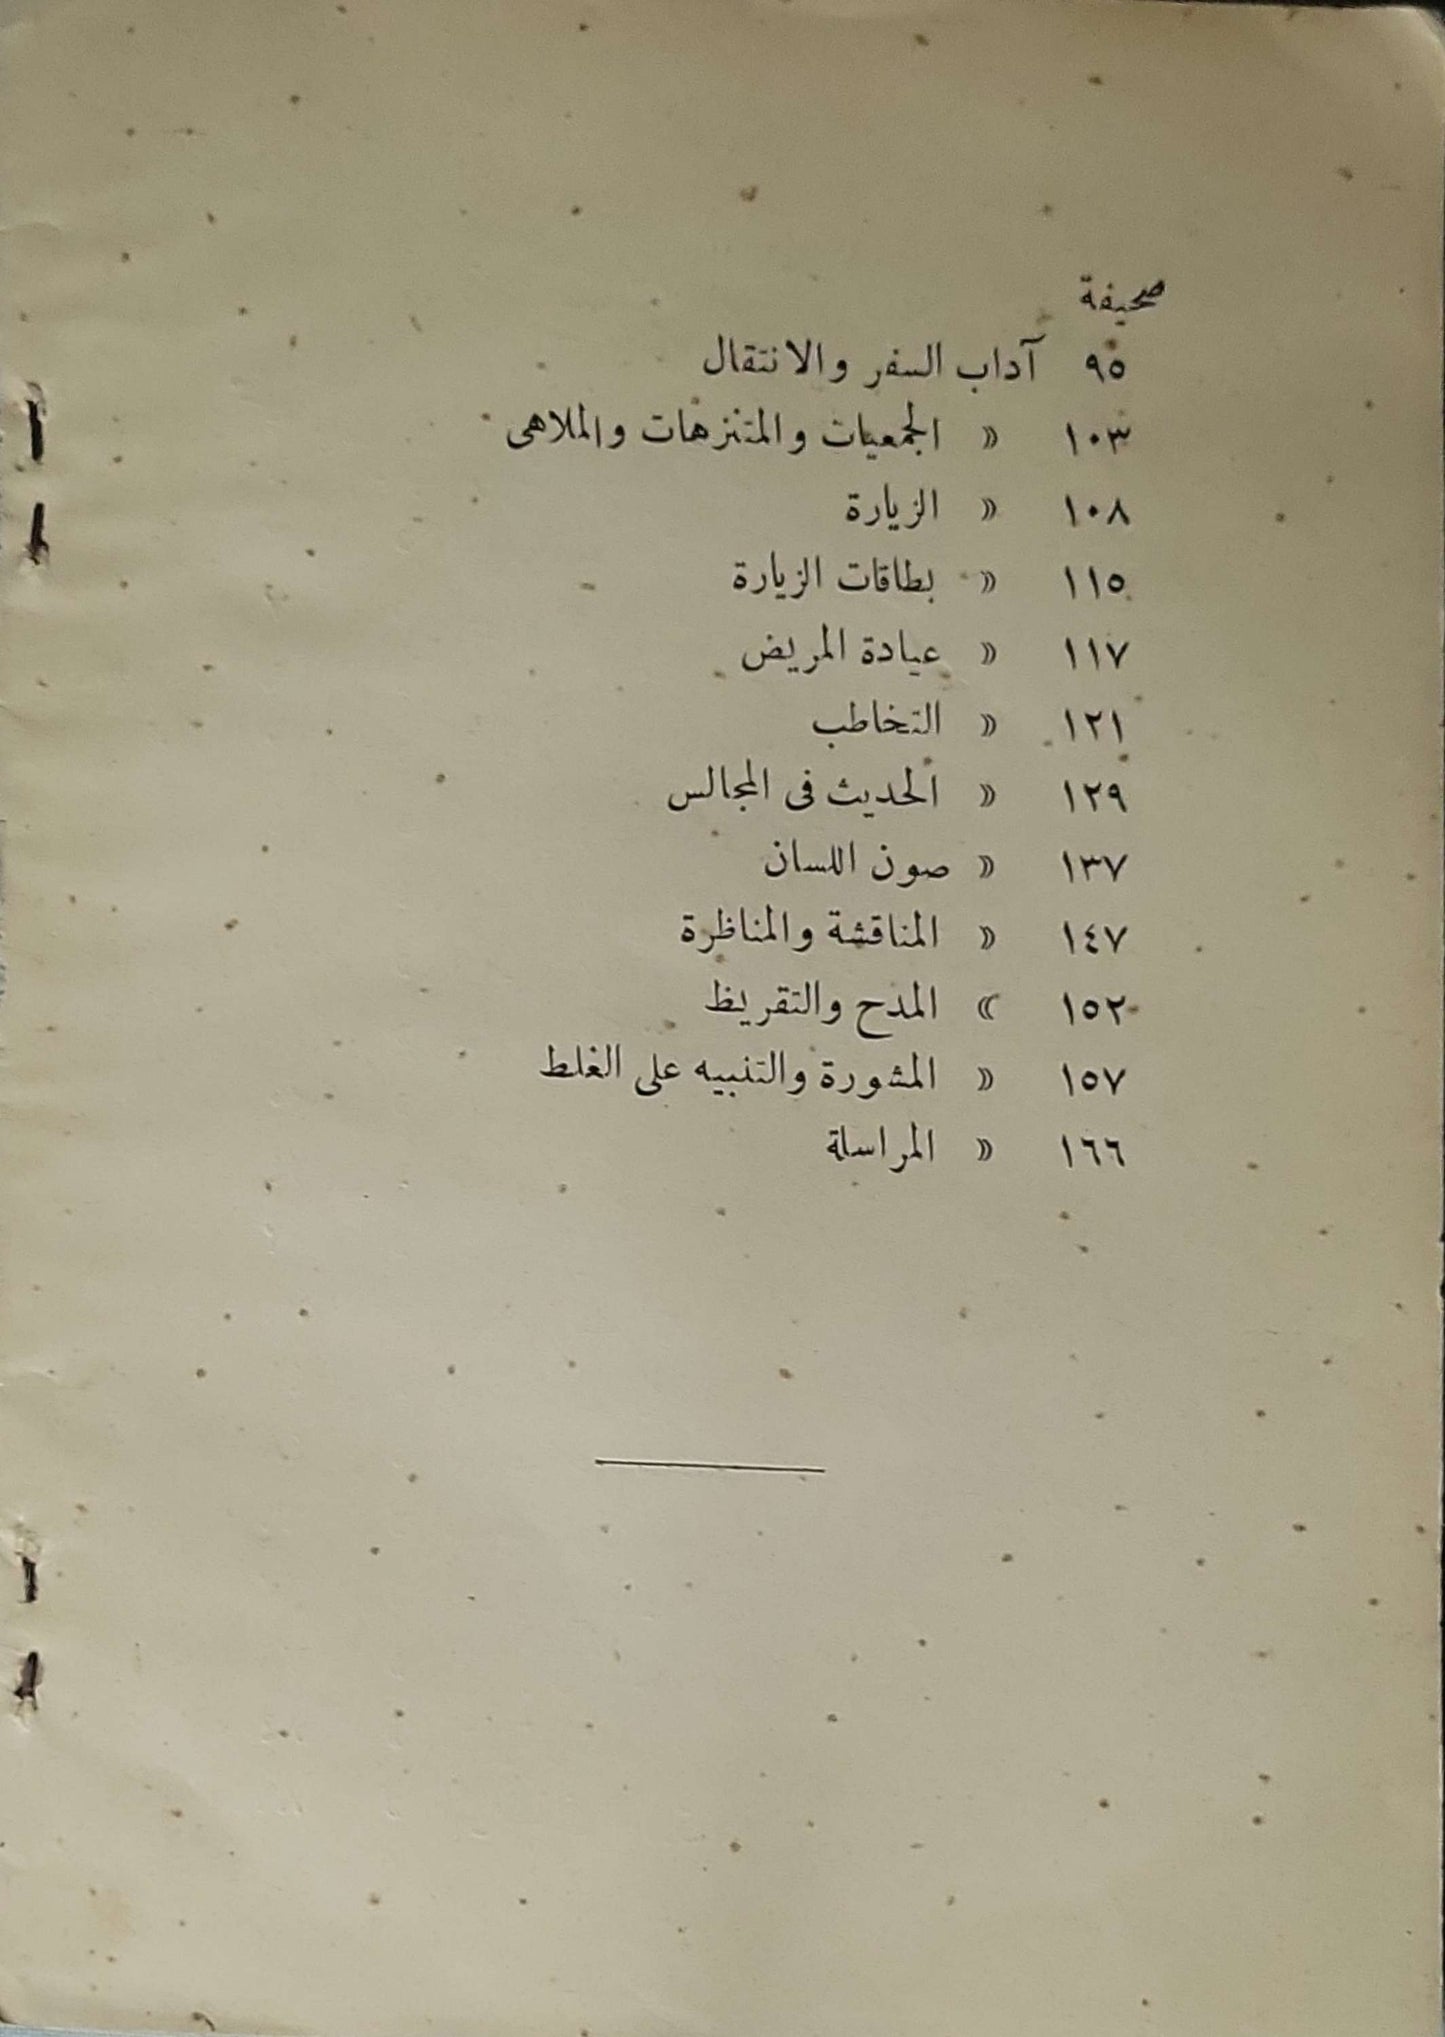 صحيفة
٩٥ آداب السفر والانتقال
١٠٣ » الجمعيات والمتنزهات والملاهى
١٠٨ » الزيارة
١١٥ » بطاقات الزيارة
١١٧ » عيادة المريض
١٢١ » التخاطب
١٢٩ » الحديث فى المجالس
١٣٧ » صون اللسان
١٤٧ » المناقشة والمناظرة
١٥٢ « المدح والتقريظ
١٥٧ » المشورة والتنبيه على الغلط
١٦٦ » المراسلة